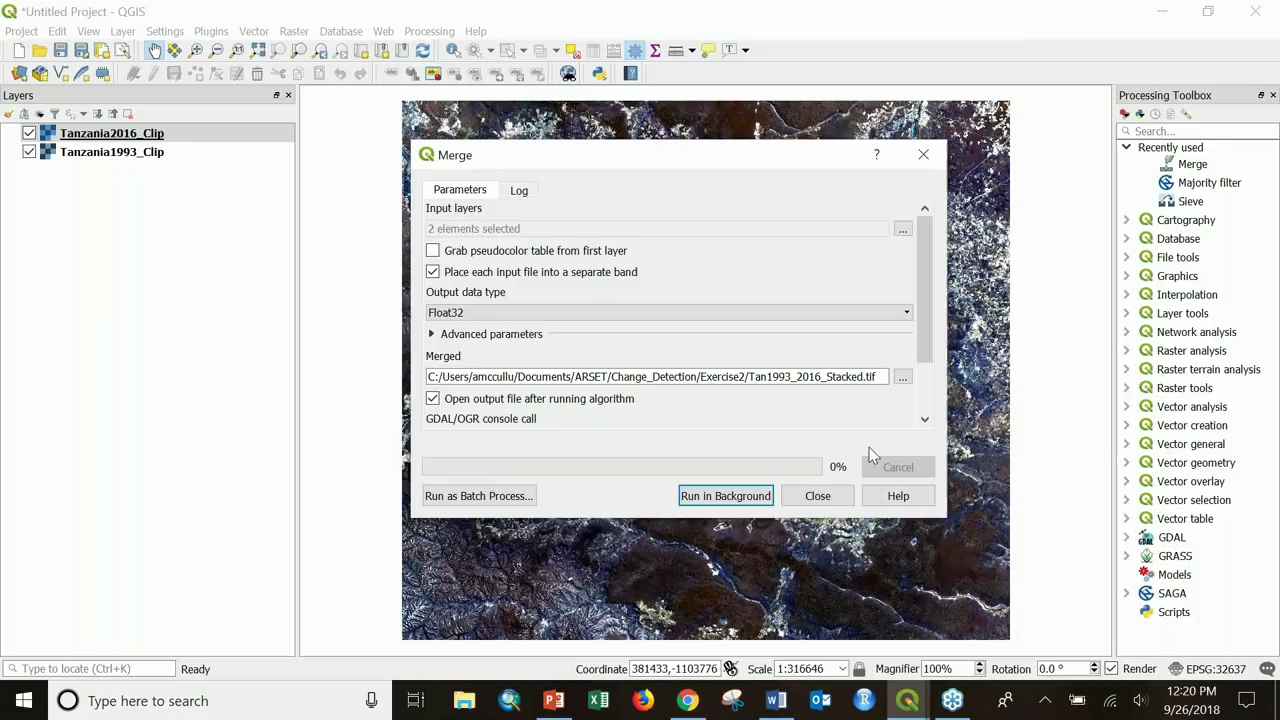 *Untitled Project - QGIS
Project Edit View Layer Settings Plugins Vector Raster Database Web Processing Help
Layers
Tanzania2016_Clip
Tanzania1993_Clip
Merge
?
Parameters Log
Input layers
2 elements selected
...
Grab pseudocolor table from first layer
Place each input file into a separate band
Output data type
Float32
Advanced parameters
Merged
C:/Users/amccullu/Documents/ARSET/Change_Detection/Exercise2/Tan1993_2016_Stacked.tif
...
Open output file after running algorithm
GDAL/OGR console call
0%
Cancel
Run as Batch Process...
Run in Background
Close
Help
Processing Toolbox
Search...
Recently used
Merge
Majority filter
Sieve
Cartography
Database
File tools
Graphics
Interpolation
Layer tools
Network analysis
Raster analysis
Raster terrain analysis
Raster tools
Vector analysis
Vector creation
Vector general
Vector geometry
Vector overlay
Vector selection
Vector table
GDAL
GRASS
Models
SAGA
Scripts
Type to locate (Ctrl+K) Ready Coordinate 381433,-1103776 Scale 1:316646 Magnifier 100% Rotation 0.0 ° Render EPSG:32637
Type here to search
12:20 PM
9/26/2018